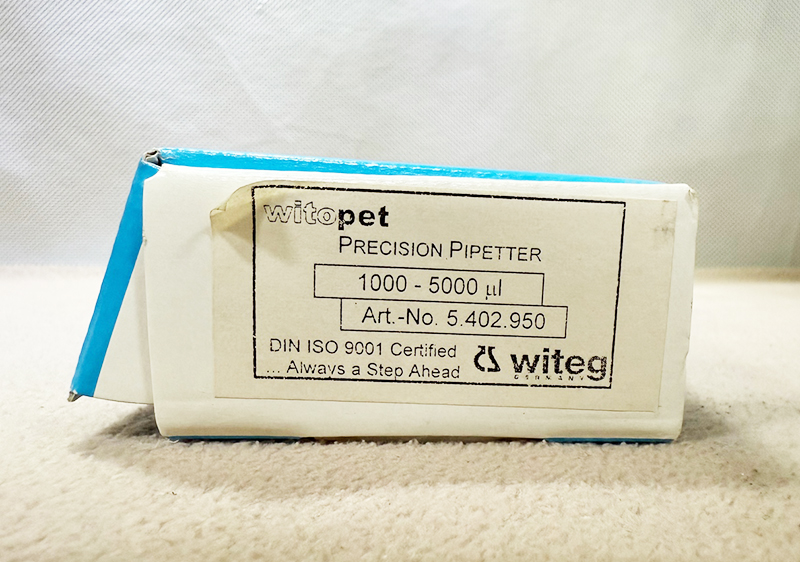 witopet
PRECISION PIPETTER
1000 - 5000 µl
Art.-No. 5.402.950
DIN ISO 9001 Certified
... Always a Step Ahead
witeg
GERMANY